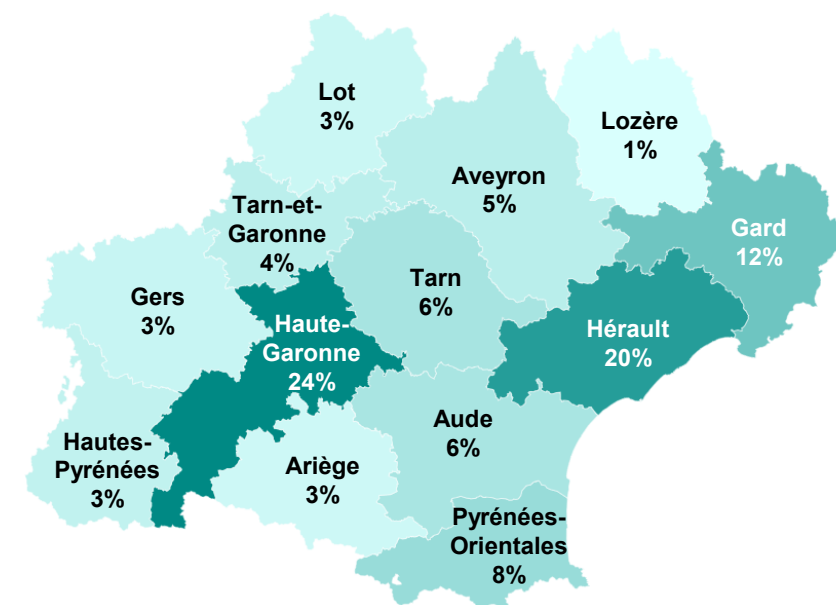 Lot
3%
Lozère
1%
Aveyron
5%
Tarn-et-
Garonne
4%
Gard
12%
Tarn
6%
Gers
3%
Haute-
Garonne
24%
Hérault
20%
Aude
6%
Hautes-
Pyrénées
3%
Ariège
3%
Pyrénées-
Orientales
8%